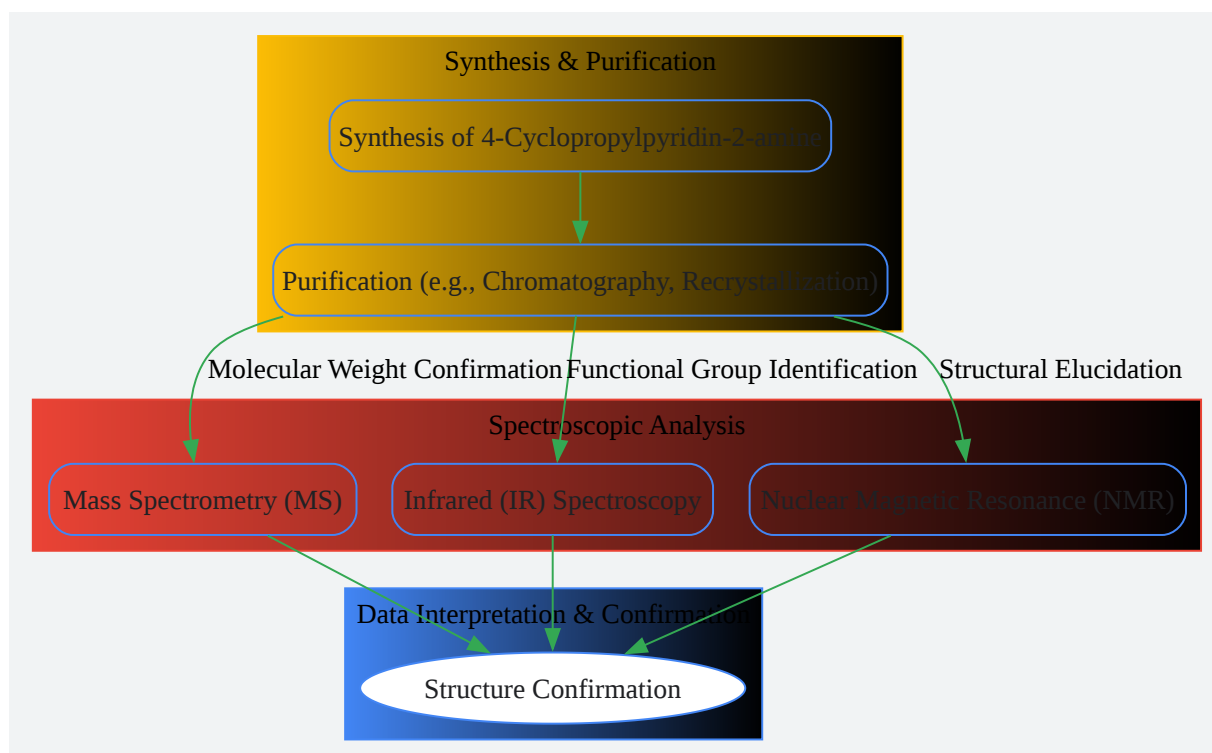 Synthesis & Purification
Synthesis of 4-Cyclopropylpyridin-2-amine
Purification (e.g., Chromatography, Recrystallization)
Molecular Weight Confirmation
Functional Group Identification
Structural Elucidation
Spectroscopic Analysis
Mass Spectrometry (MS)
Infrared (IR) Spectroscopy
Nuclear Magnetic Resonance (NMR)
Data Interpretation & Confirmation
Structure Confirmation